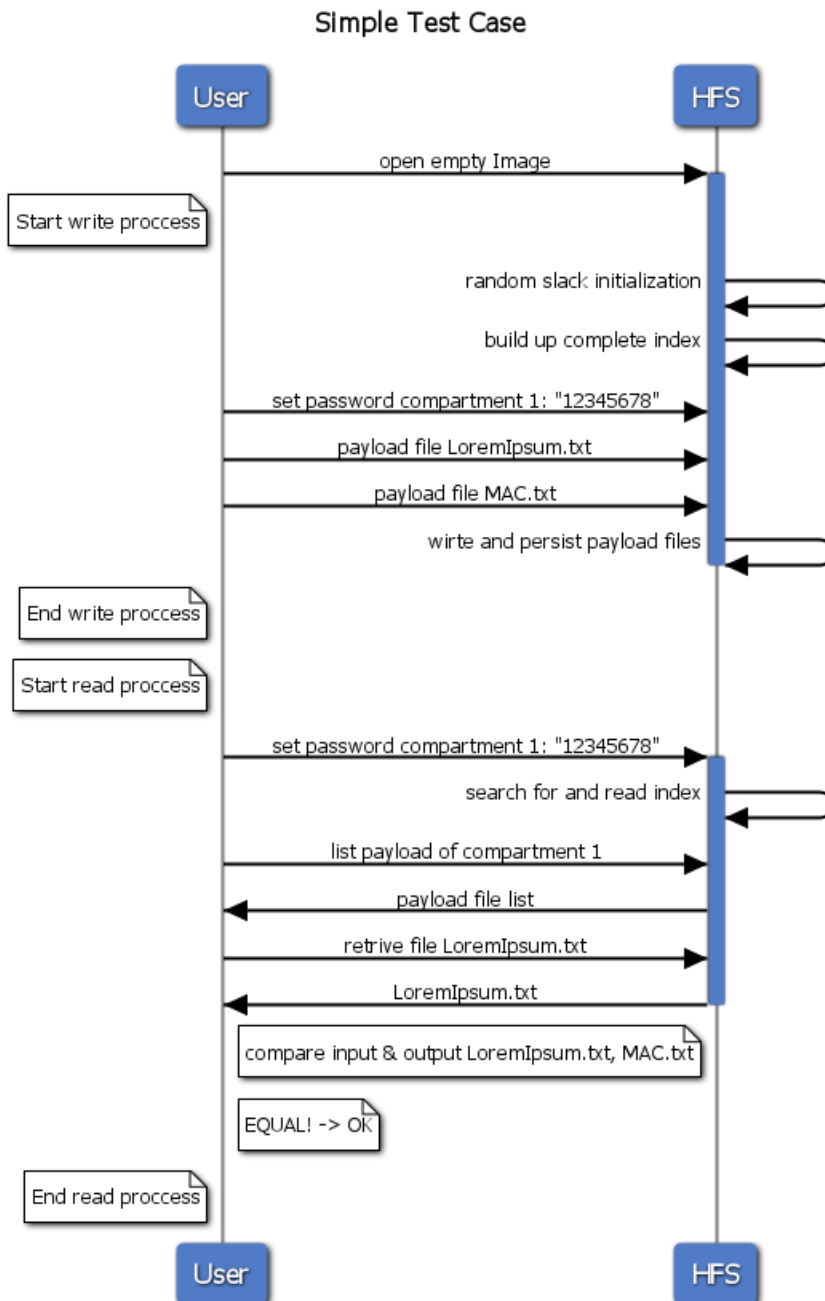 Simple Test Case
User
HFS
open empty Image
Start write proccess
random slack initialization
build up complete index
set password compartment 1: "12345678"
payload file LoremIpsum.txt
payload file MAC.txt
wirte and persist payload files
End write proccess
Start read proccess
set password compartment 1: "12345678"
search for and read index
list payload of compartment 1
payload file list
retrive file LoremIpsum.txt
LoremIpsum.txt
compare input & output LoremIpsum.txt, MAC.txt
EQUAL! -> OK
End read proccess
User
HFS